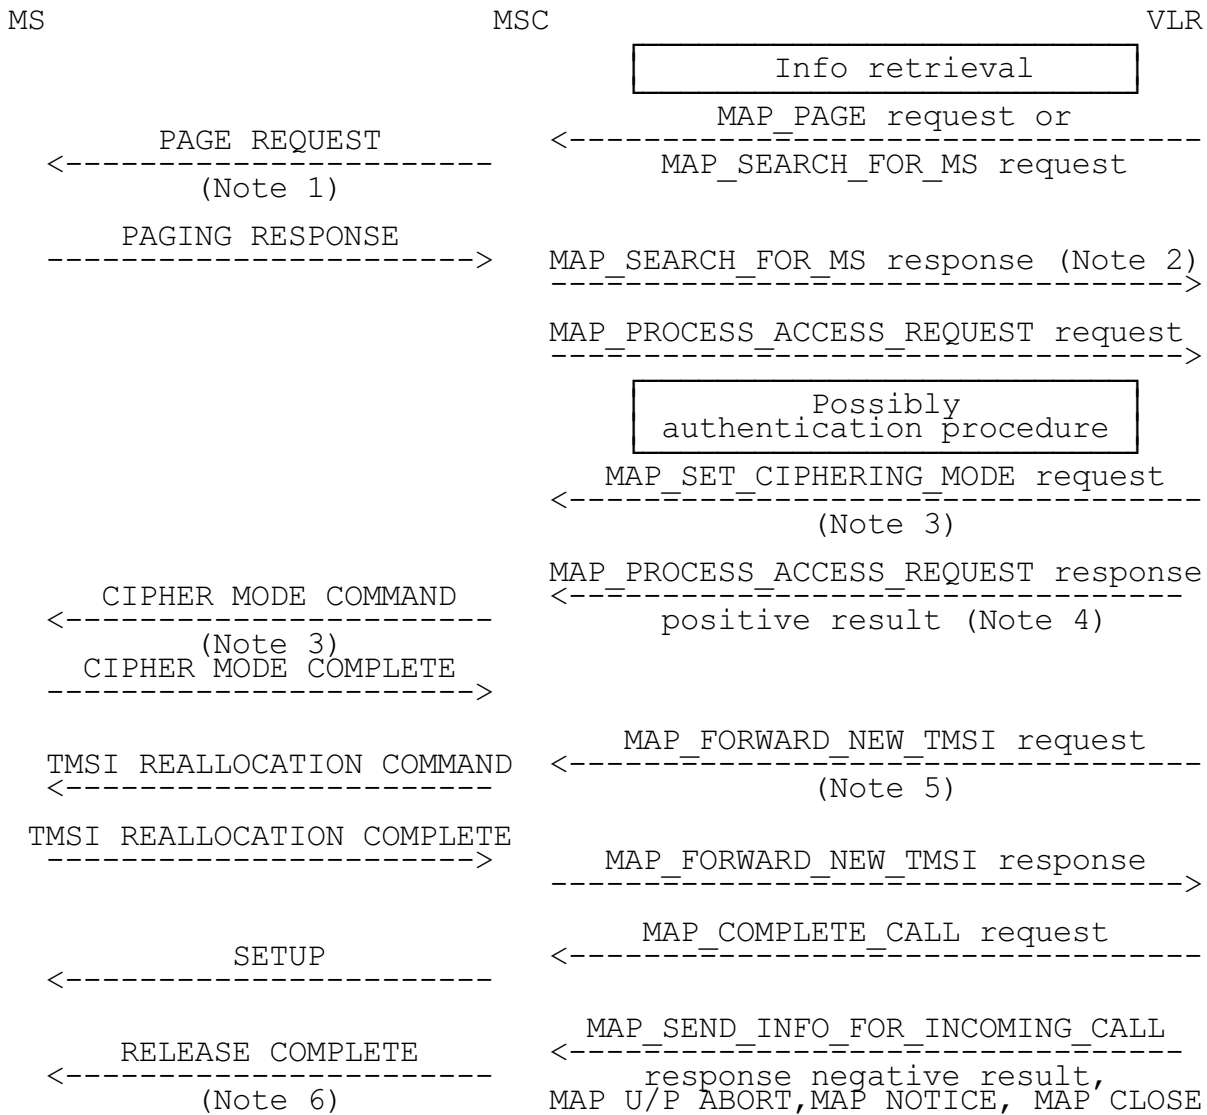 MS MSC VLR
Info retrieval
MAP_PAGE request or
PAGE REQUEST
<----------------------- <----------------------------------
MAP_SEARCH_FOR_MS request
(Note 1)
PAGING RESPONSE
-----------------------> MAP_SEARCH_FOR_MS response (Note 2)
---------------------------------->
MAP_PROCESS_ACCESS_REQUEST request
---------------------------------->
Possibly
authentication procedure
MAP_SET_CIPHERING_MODE request
<----------------------------------
(Note 3)
MAP_PROCESS_ACCESS_REQUEST response
CIPHER MODE COMMAND <---------------------------------
<----------------------- positive result (Note 4)
(Note 3)
CIPHER MODE COMPLETE
----------------------->
MAP_FORWARD_NEW_TMSI request
TMSI REALLOCATION COMMAND <----------------------------------
<----------------------- (Note 5)
TMSI REALLOCATION COMPLETE
-----------------------> MAP_FORWARD_NEW_TMSI response
---------------------------------->
MAP_COMPLETE_CALL request
SETUP <----------------------------------
<-----------------------
MAP_SEND_INFO_FOR_INCOMING_CALL
RELEASE COMPLETE <---------------------------------
<----------------------- response negative result,
(Note 6) MAP U/P ABORT,MAP NOTICE, MAP CLOSE